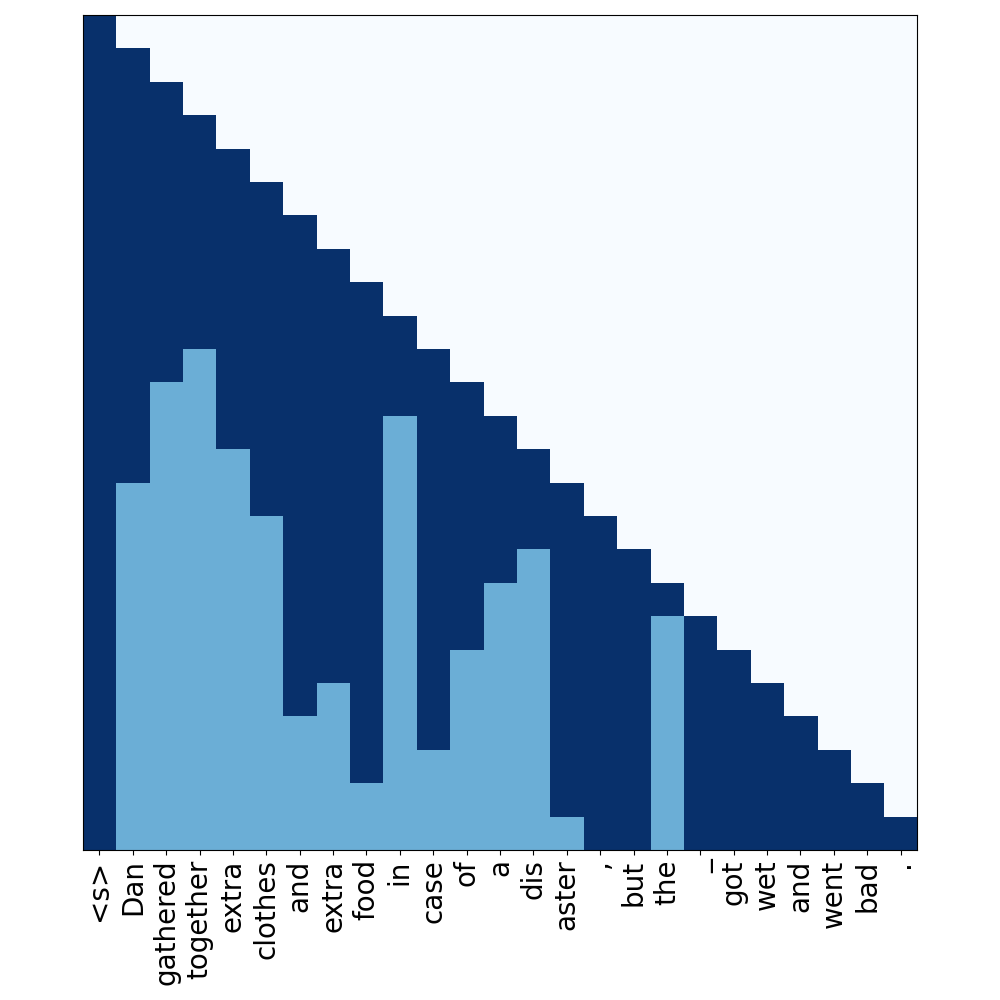 <s> Dan gathered together extra clothes and extra food in case of a dis aster , but the _ got wet and went bad .